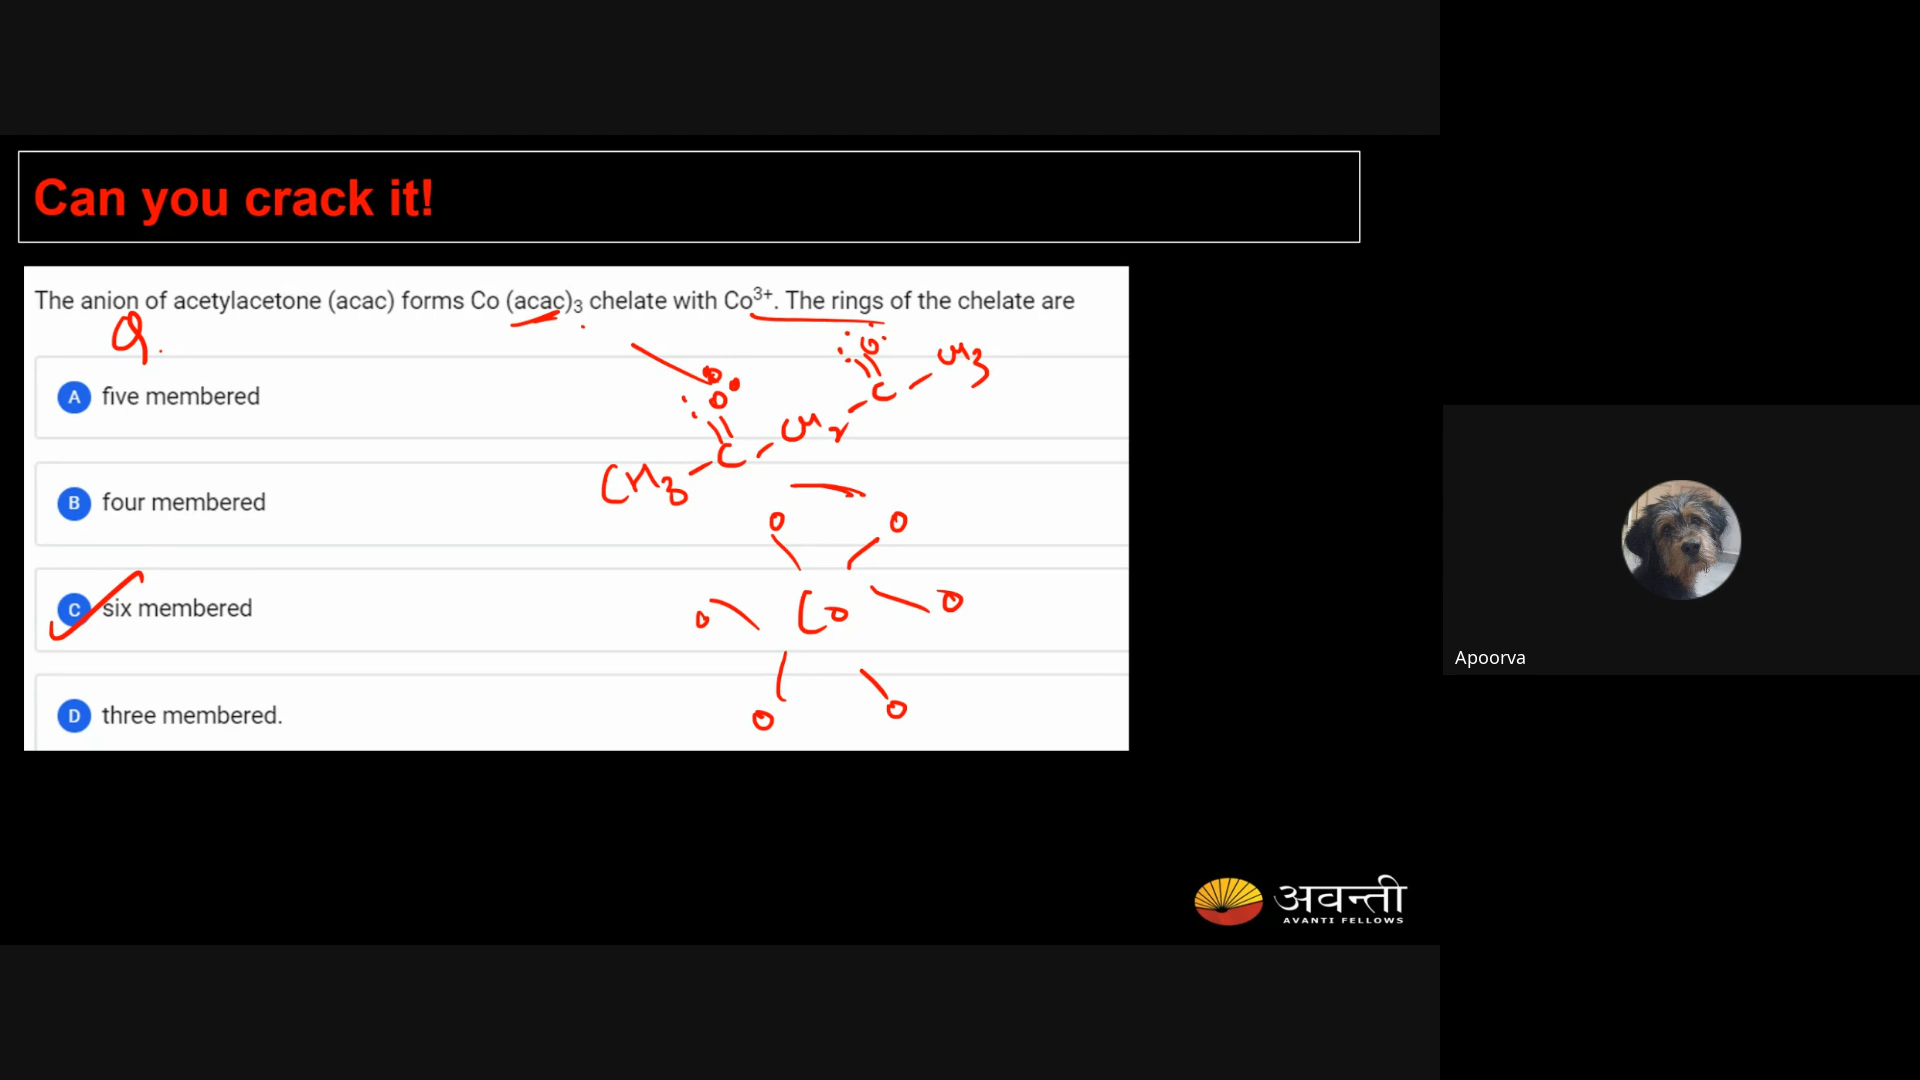 Can you crack it!
The anion of acetylacetone (acac) forms Co (acac)3 chelate with Co3+. The rings of the chelate are
A five membered
B four membered
C six membered
D three membered.
O
O
C
CH3
CH3 C CH2
O O
O Co O
O O
Apoorva
अवन्ती
AVANTI FELLOWS